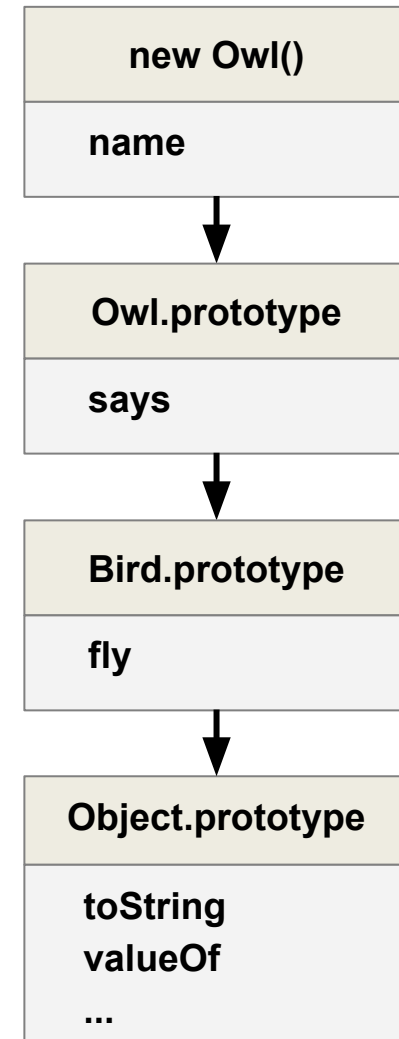 new Owl()
name
Owl.prototype
says
Bird.prototype
fly
Object.prototype
toString
valueOf
...